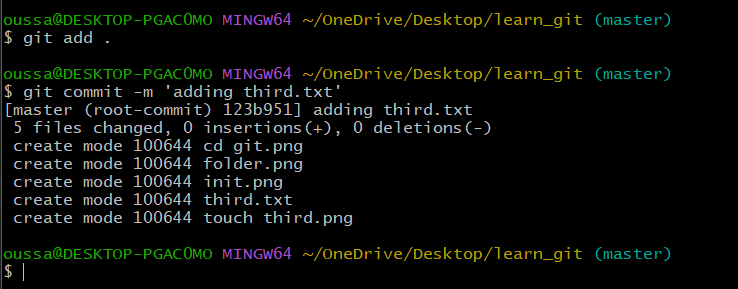 oussa@DESKTOP-PGAC0MO MINGW64 ~/OneDrive/Desktop/learn_git (master)
$ git add .
oussa@DESKTOP-PGAC0MO MINGW64 ~/OneDrive/Desktop/learn_git (master)
$ git commit -m 'adding third.txt'
[master (root-commit) 123b951] adding third.txt
 5 files changed, 0 insertions(+), 0 deletions(-)
 create mode 100644 cd git.png
 create mode 100644 folder.png
 create mode 100644 init.png
 create mode 100644 third.txt
 create mode 100644 touch third.png
oussa@DESKTOP-PGAC0MO MINGW64 ~/OneDrive/Desktop/learn_git (master)
$